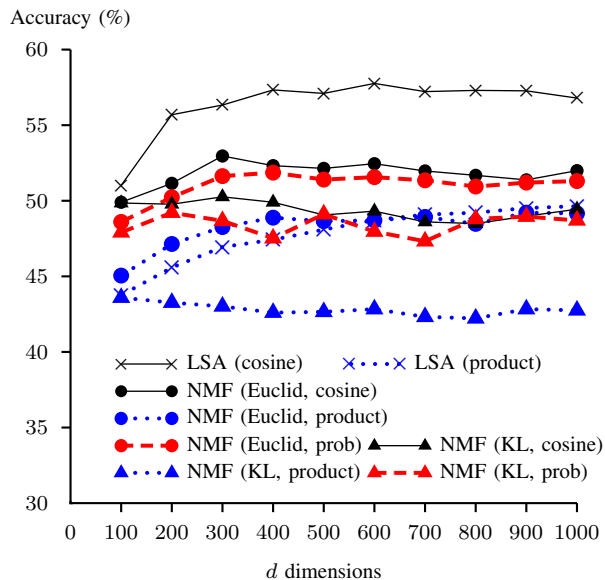 Accuracy (%)
60
55
50
45
40
35
30
LSA (cosine) LSA (product)
NMF (Euclid, cosine)
NMF (Euclid, product)
NMF (Euclid, prob) NMF (KL, cosine)
NMF (KL, product) NMF (KL, prob)
0 100 200 300 400 500 600 700 800 900 1000
d dimensions